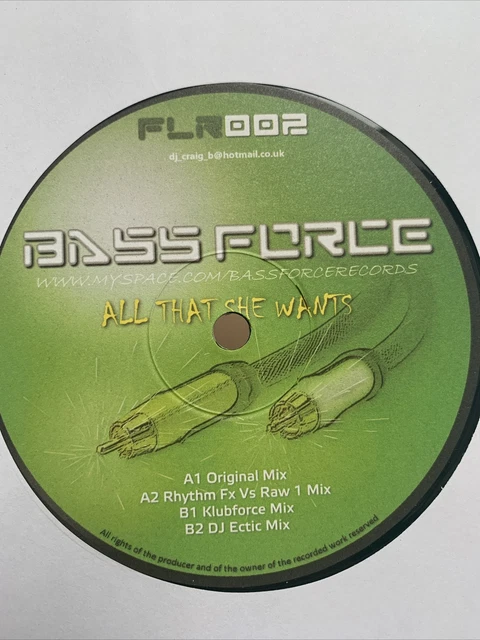 FLR002
dj_craig_b@hotmail.co.uk
BASS FORCE
WWW.MYSPACE.COM/BASSFORCERECORDS
ALL THAT SHE WANTS
A1 Original Mix
A2 Rhythm Fx Vs Raw 1 Mix
B1 Klubforce Mix
B2 DJ Ectic Mix
All rights of the producer and of the owner of the recorded work reserved